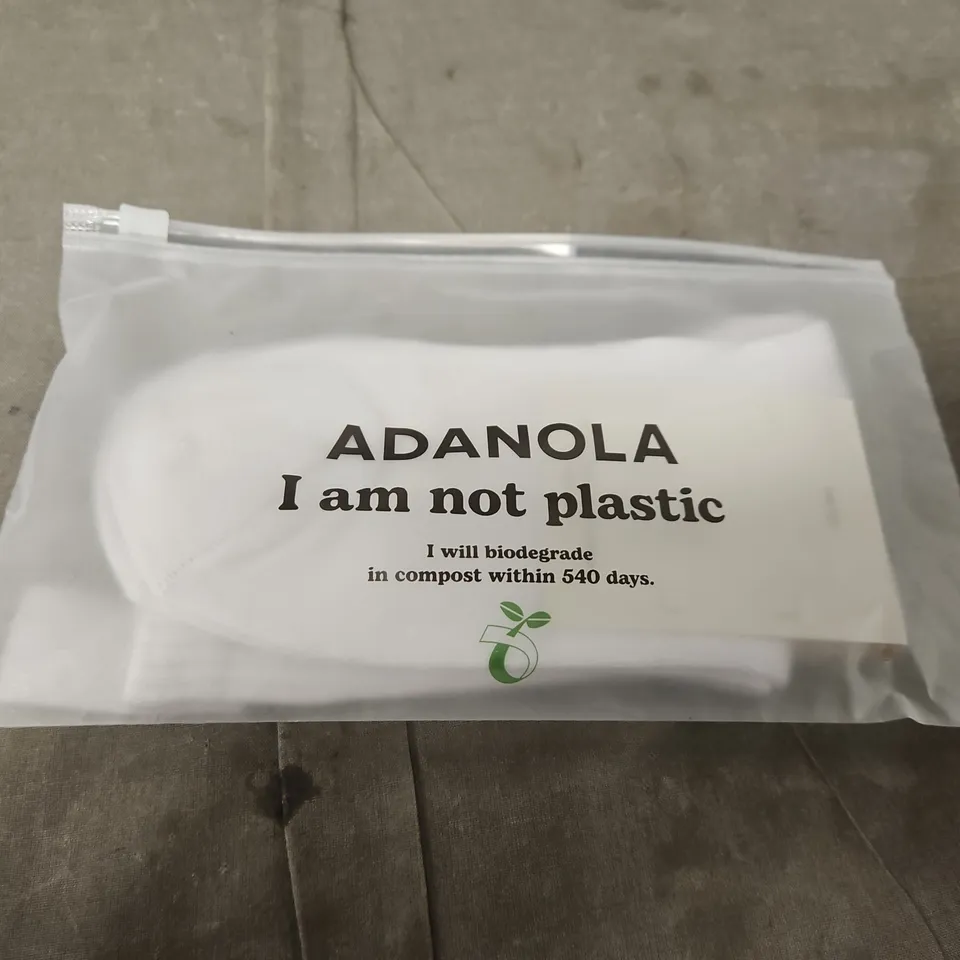 ADANOLA
I am not plastic
I will biodegrade
in compost within 540 days.